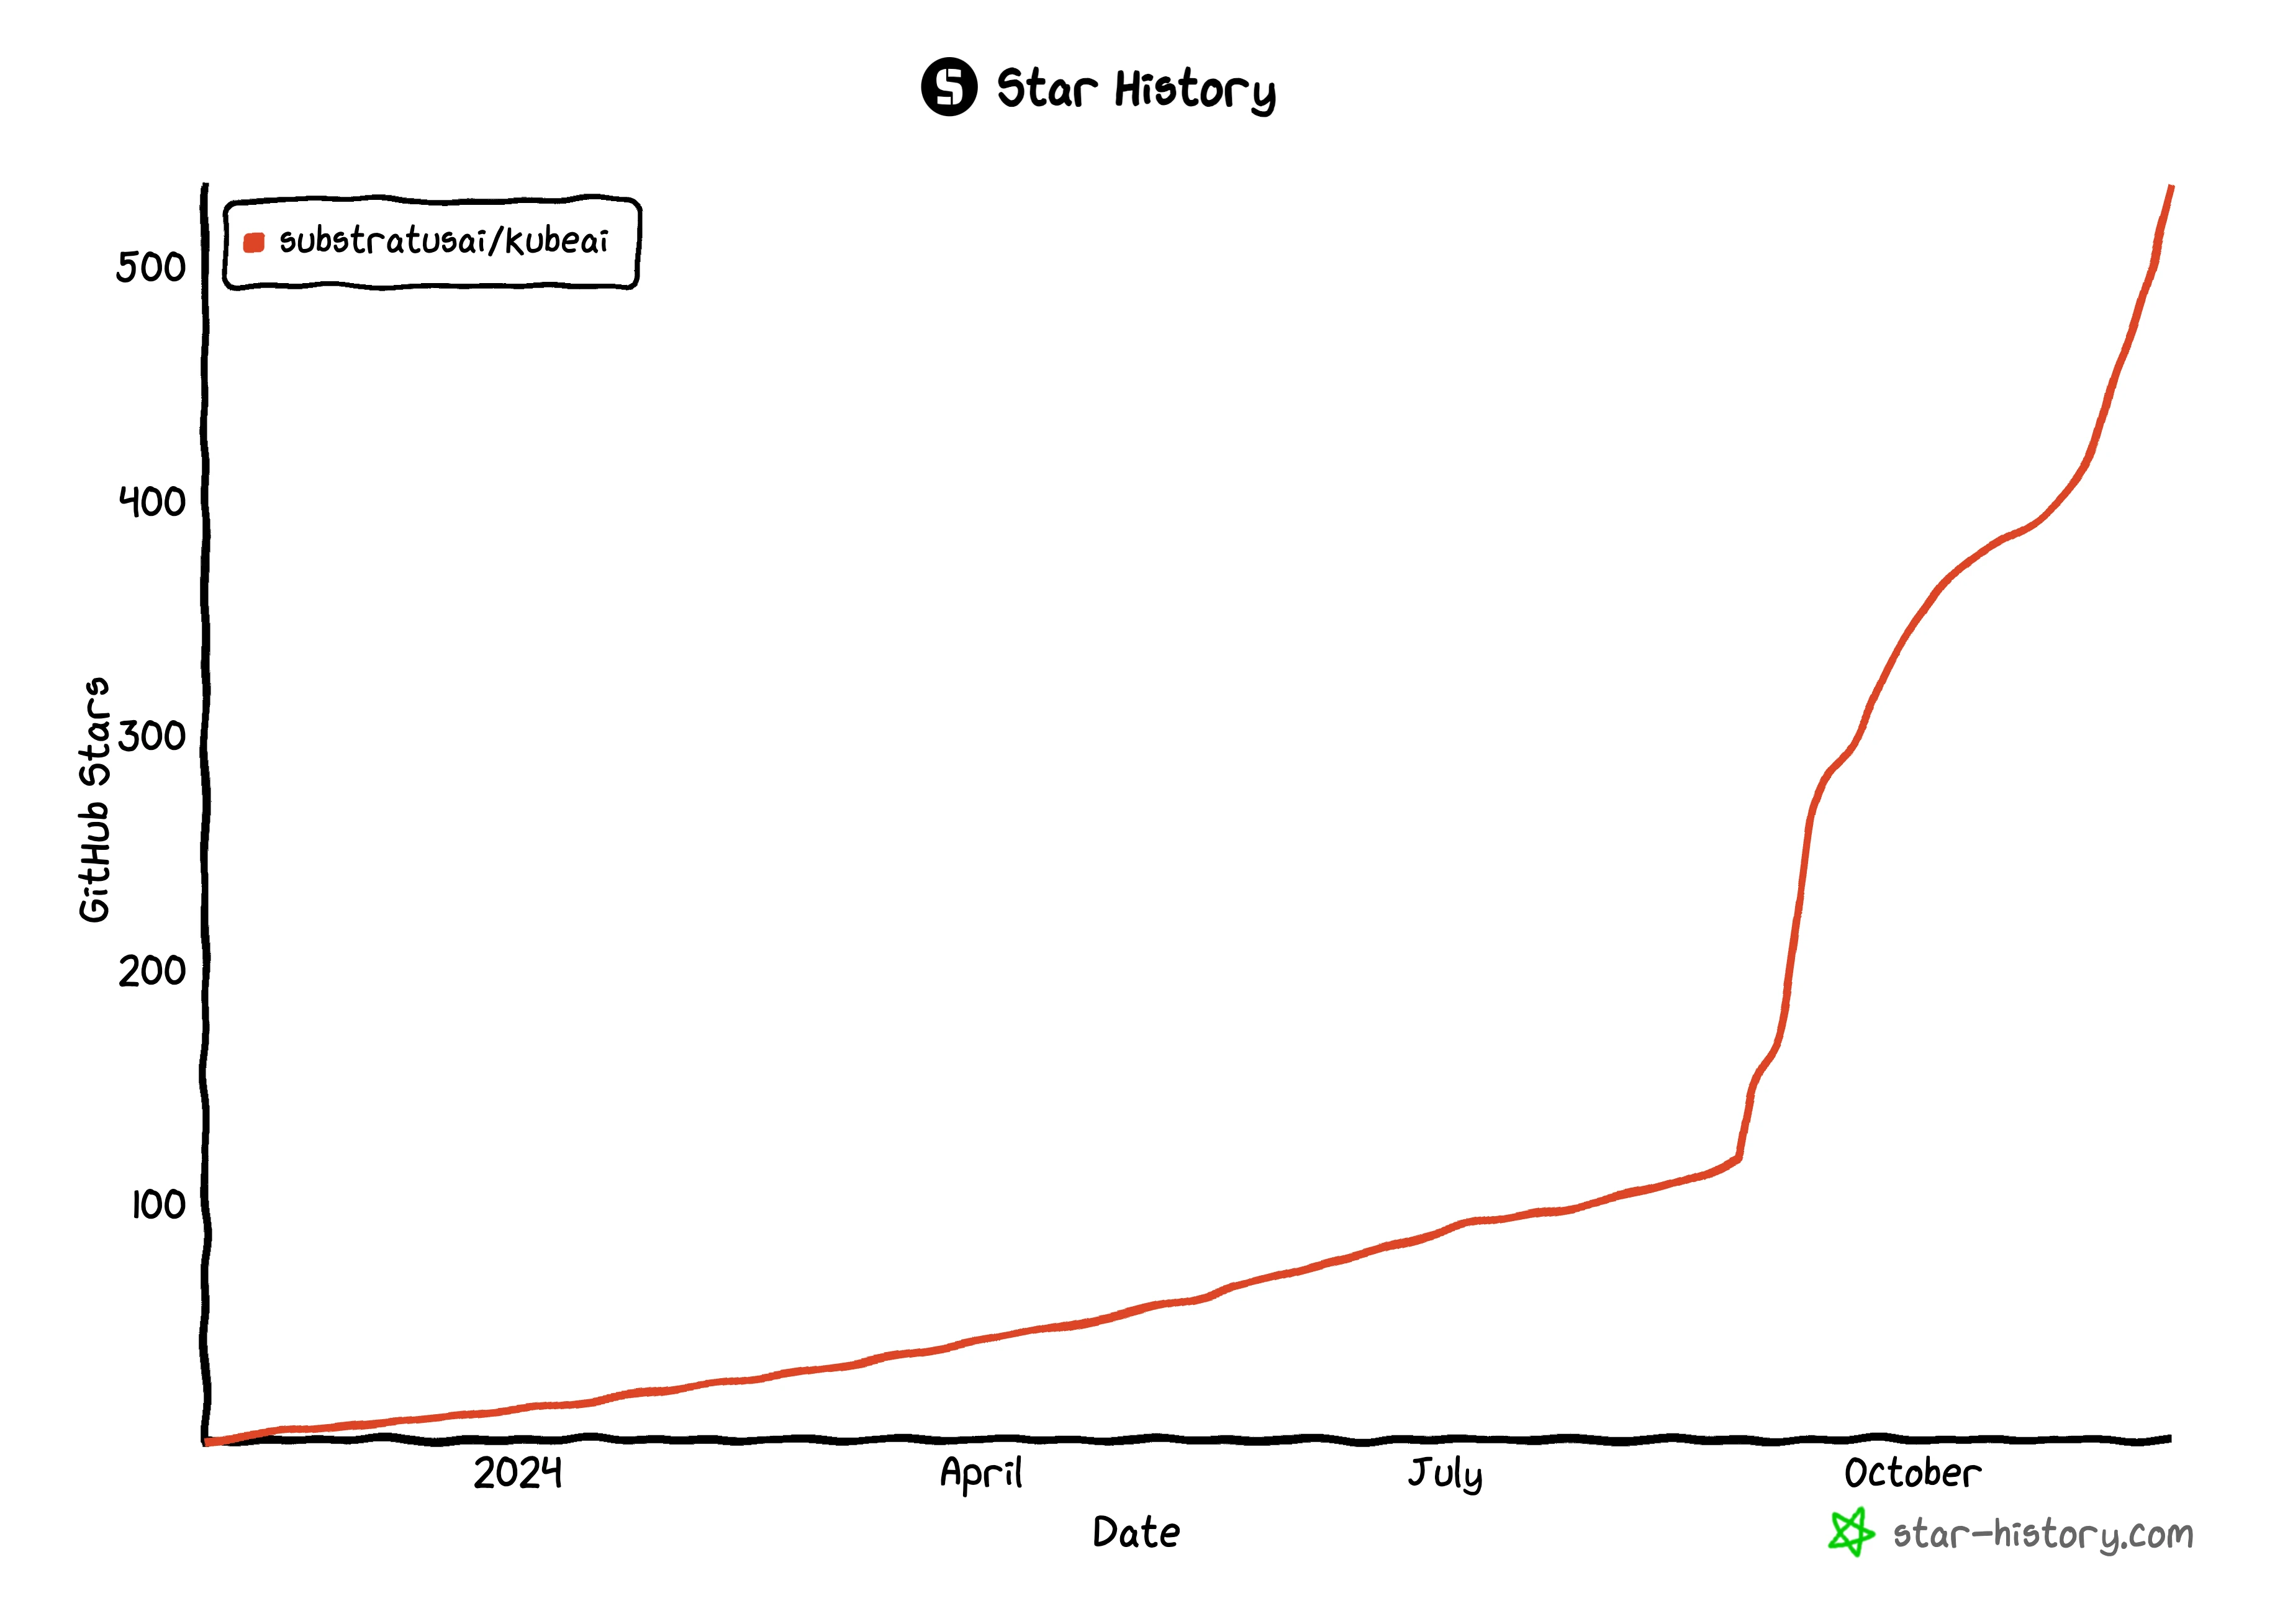 S Star History
substratusai/kubeai
500
400
300
200
100
GitHub Stars
2024 April July October
Date
star-history.com